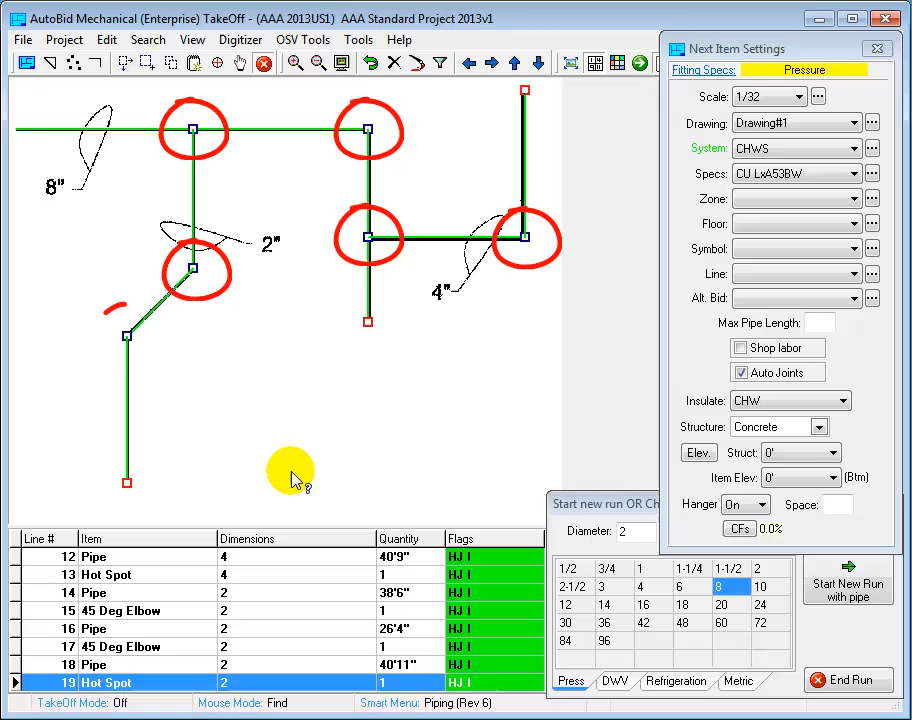 AutoBid Mechanical (Enterprise) TakeOff - (AAA 2013US1)  AAA Standard Project 2013v1
File Project Edit Search View Digitizer OSV Tools Tools Help
Next Item Settings
Fitting Specs: Pressure
Scale: 1/32
Drawing: Drawing#1
System: CHWS
Specs: CU LxA53BW
Zone:
Floor:
Symbol:
Line:
Alt. Bid:
Max Pipe Length:
Shop labor
Auto Joints
Insulate: CHW
Structure: Concrete
Elev. Struct: 0'
Item Elev: 0' (Btm)
Hanger On Space:
CFs 0.0%
8"
2"
4"
Line # Item Dimensions Quantity Flags
12 Pipe 4 40'9" HJ I
13 Hot Spot 4 1 HJ I
14 Pipe 2 38'6" HJ I
15 45 Deg Elbow 2 1 HJ I
16 Pipe 2 26'4" HJ I
17 45 Deg Elbow 2 1 HJ I
18 Pipe 2 40'11" HJ I
19 Hot Spot 2 1 HJ I
Start new run OR Ch
Diameter: 2
1/2 3/4 1 1-1/4 1-1/2 2
2-1/2 3 4 6 8 10
12 14 16 18 20 24
30 36 42 48 60 72
84 96
Press DWV Refrigeration Metric
Start New Run
with pipe
End Run
TakeOff Mode: Off Mouse Mode: Find Smart Menu: Piping (Rev 6)